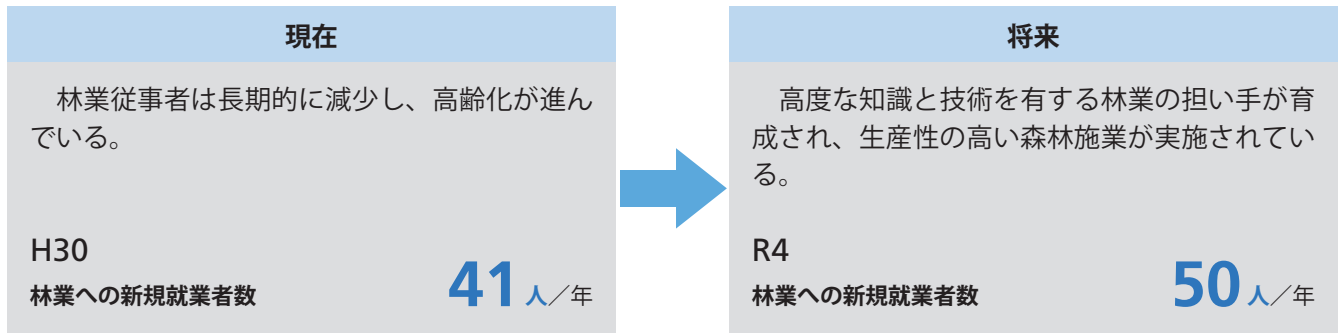 現在
林業従事者は長期的に減少し、高齢化が進ん
でいる。
H30
林業への新規就業者数 41人／年
将来
高度な知識と技術を有する林業の担い手が育
成され、生産性の高い森林施業が実施されてい
る。
R4
林業への新規就業者数 50人／年